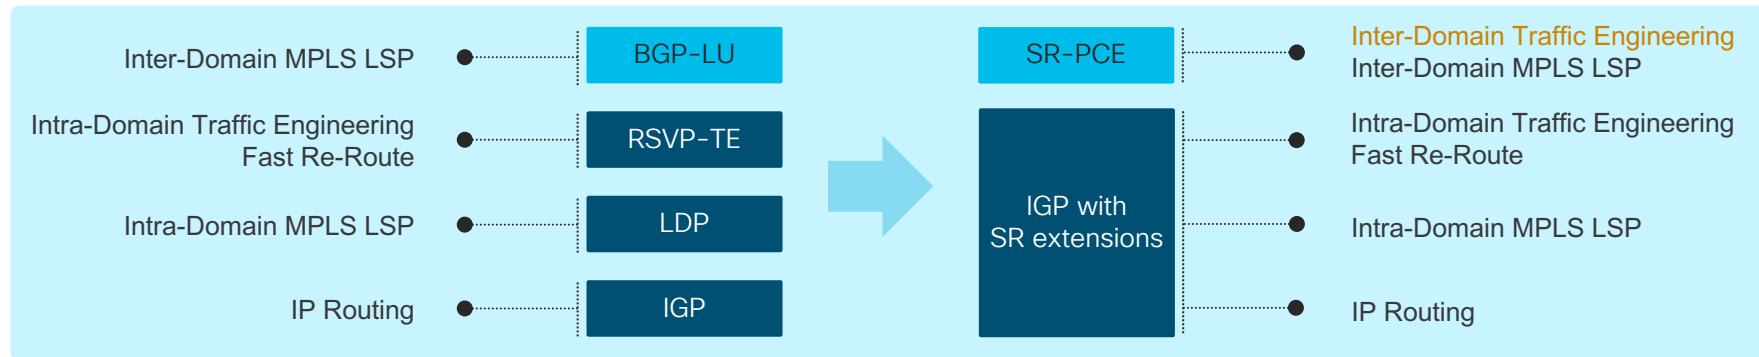 Inter-Domain MPLS LSP
BGP-LU
Intra-Domain Traffic Engineering
Fast Re-Route
RSVP-TE
Intra-Domain MPLS LSP
LDP
IP Routing
IGP
SR-PCE
Inter-Domain Traffic Engineering
Inter-Domain MPLS LSP
IGP with
SR extensions
Intra-Domain Traffic Engineering
Fast Re-Route
Intra-Domain MPLS LSP
IP Routing